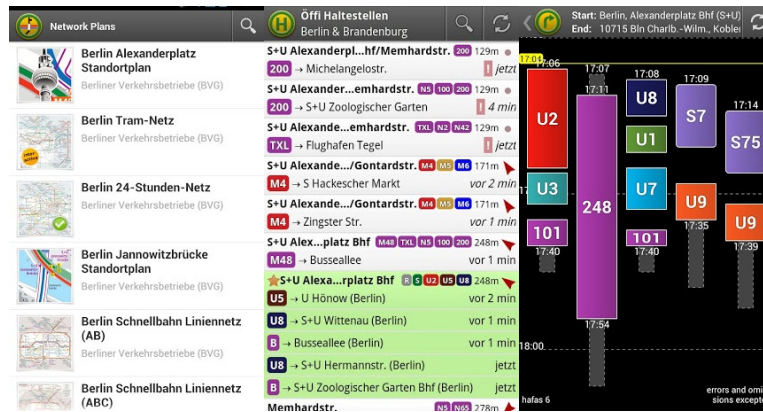 Network Plans
Berlin Alexanderplatz
Standortplan
Berliner Verkehrsbetriebe (BVG)
Berlin Tram-Netz
Berliner Verkehrsbetriebe (BVG)
Berlin 24-Stunden-Netz
Berliner Verkehrsbetriebe (BVG)
Berlin Jannowitzbrücke
Standortplan
Berliner Verkehrsbetriebe (BVG)
Berlin Schnellbahn Liniennetz
(AB)
Berliner Verkehrsbetriebe (BVG)
Berlin Schnellbahn Liniennetz
(ABC)
Öffi Haltestellen
Berlin & Brandenburg
S+U Alexanderpl...hf/Memhardstr. 200 129m
200 → Michelangelostr. ! jetzt
S+U Alexander...emhardstr. N5 100 200 129m
200 → S+U Zoologischer Garten ! 4 min
S+U Alexande...emhardstr. TXL N2 N42 129m
TXL → Flughafen Tegel ! jetzt
S+U Alexande.../Gontardstr. M4 M5 M6 171m
M4 → S Hackescher Markt vor 2 min
S+U Alexande.../Gontardstr. M4 M5 M6 171m
M4 → Zingster Str. vor 1 min
S+U Alex...platz Bhf M48 TXL N5 100 200 248m
M48 → Busseallee vor 1 min
S+U Alexa...rplatz Bhf R S U2 U5 U8 248m
U5 → U Hönow (Berlin) vor 2 min
U8 → S+U Wittenau (Berlin) vor 1 min
B → Busseallee (Berlin) vor 1 min
U8 → S+U Hermannstr. (Berlin) jetzt
B → S+U Zoologischer Garten Bhf (Berlin) jetzt
Memhardstr. N5 N65 278m
Start: Berlin, Alexanderplatz Bhf (S+U)
End: 10715 Bln Charlb.-Wilm., Koblei
17:01
17:06 17:07 17:08 17:09 17:14
17:11
U2 U8 S7 S75
U1
U3 248 U7 U9 U9
101 101
17:40 17:40 17:35 17:39
17:54
18:00
hafas 6
errors and omi
sions excepte